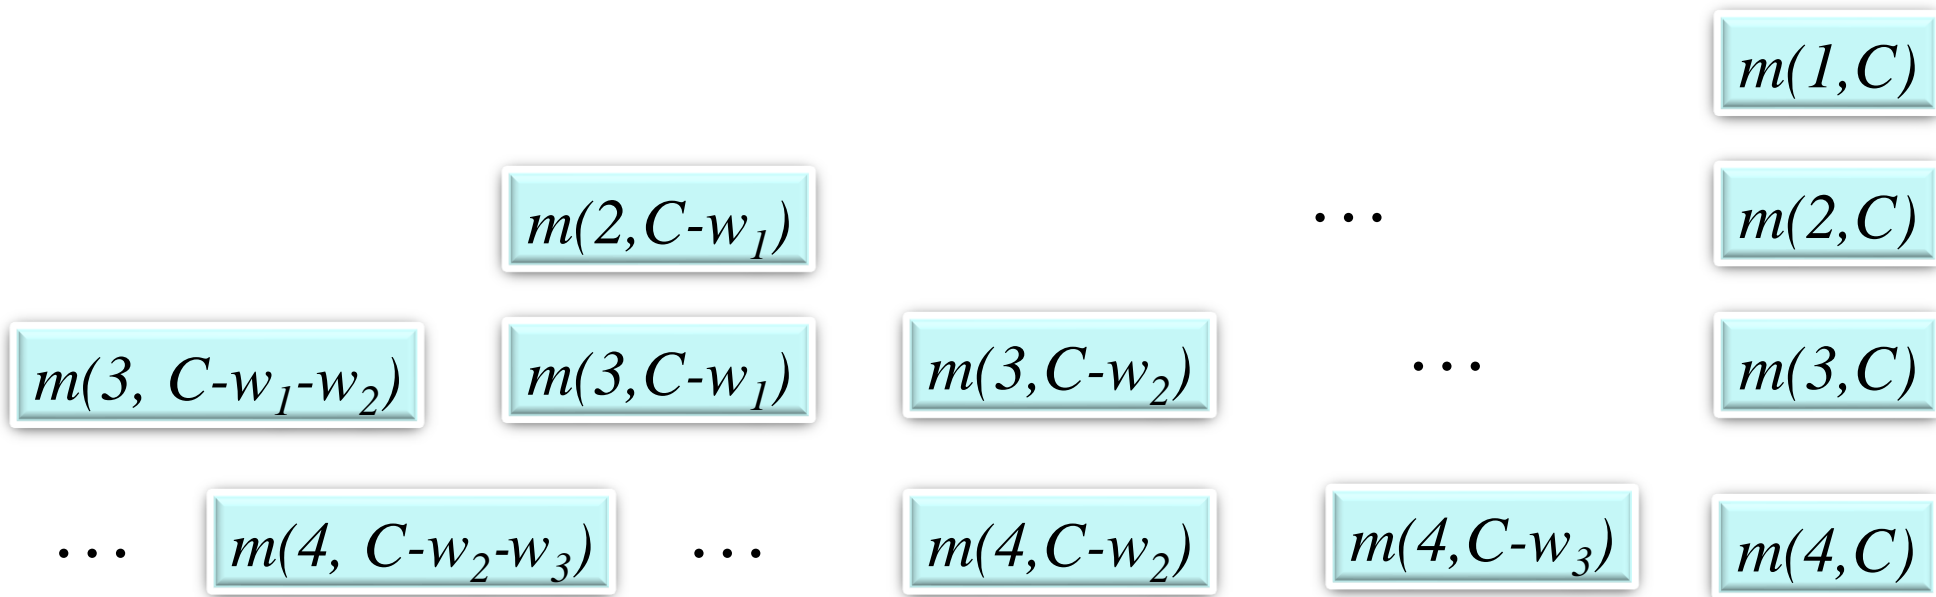 m(1,C)
m(2,C-w₁) ... m(2,C)
m(3, C-w₁-w₂) m(3,C-w₁) m(3,C-w₂) ... m(3,C)
... m(4, C-w₂-w₃) ... m(4,C-w₂) m(4,C-w₃) m(4,C)